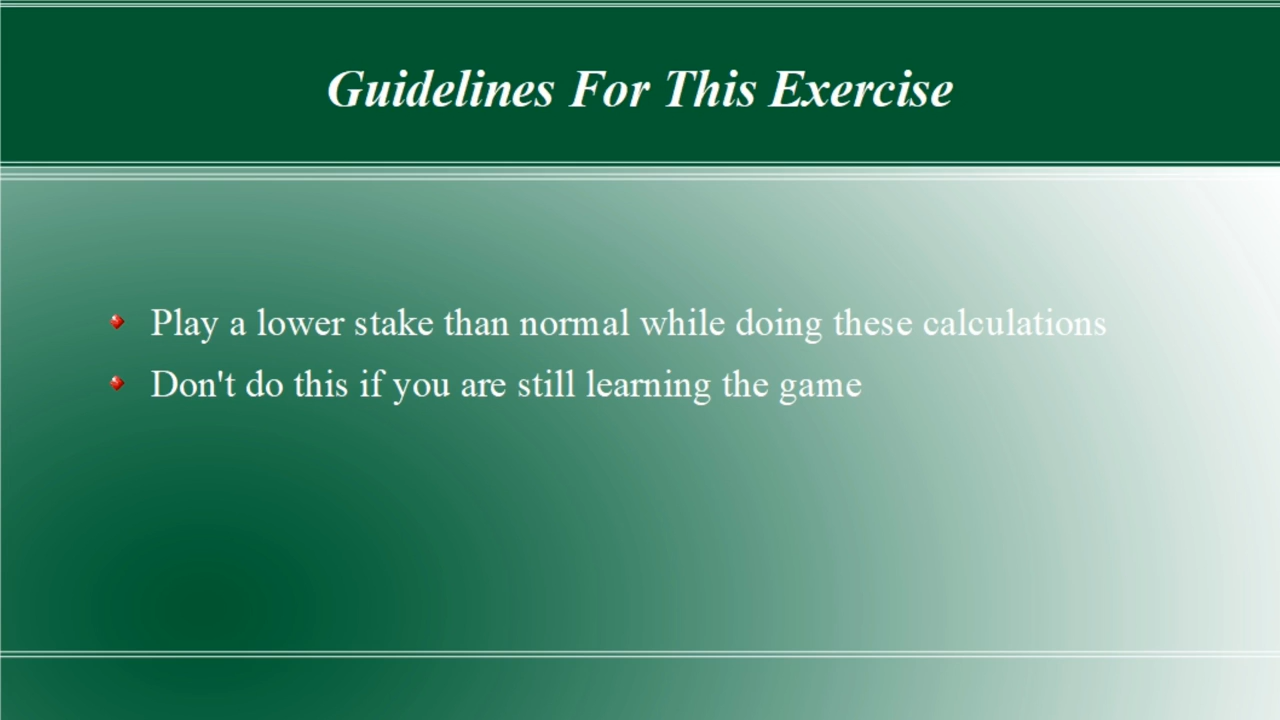 Guidelines For This Exercise
Play a lower stake than normal while doing these calculations
Don't do this if you are still learning the game